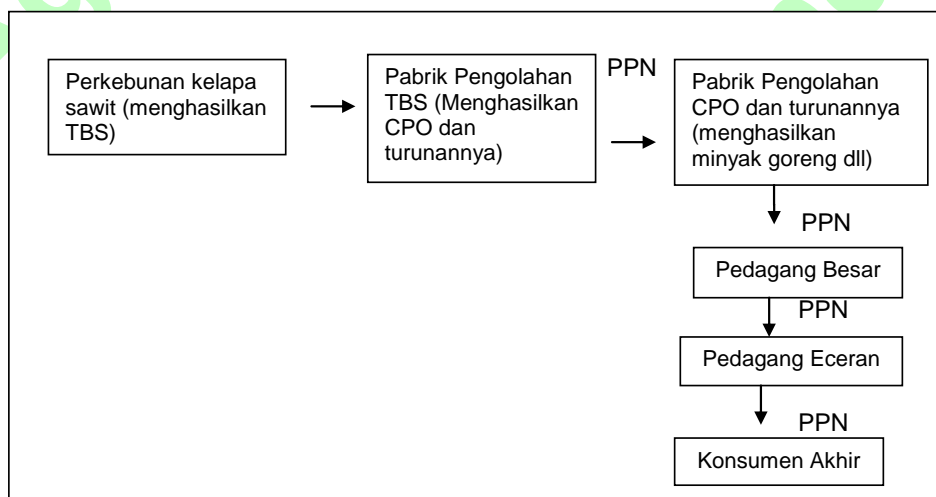 Perkebunan kelapa
sawit (menghasilkan
TBS)
Pabrik Pengolahan
TBS (Menghasilkan
CPO dan
turunannya)
PPN
Pabrik Pengolahan
CPO dan turunannya
(menghasilkan
minyak goreng dll)
PPN
Pedagang Besar
PPN
Pedagang Eceran
PPN
Konsumen Akhir